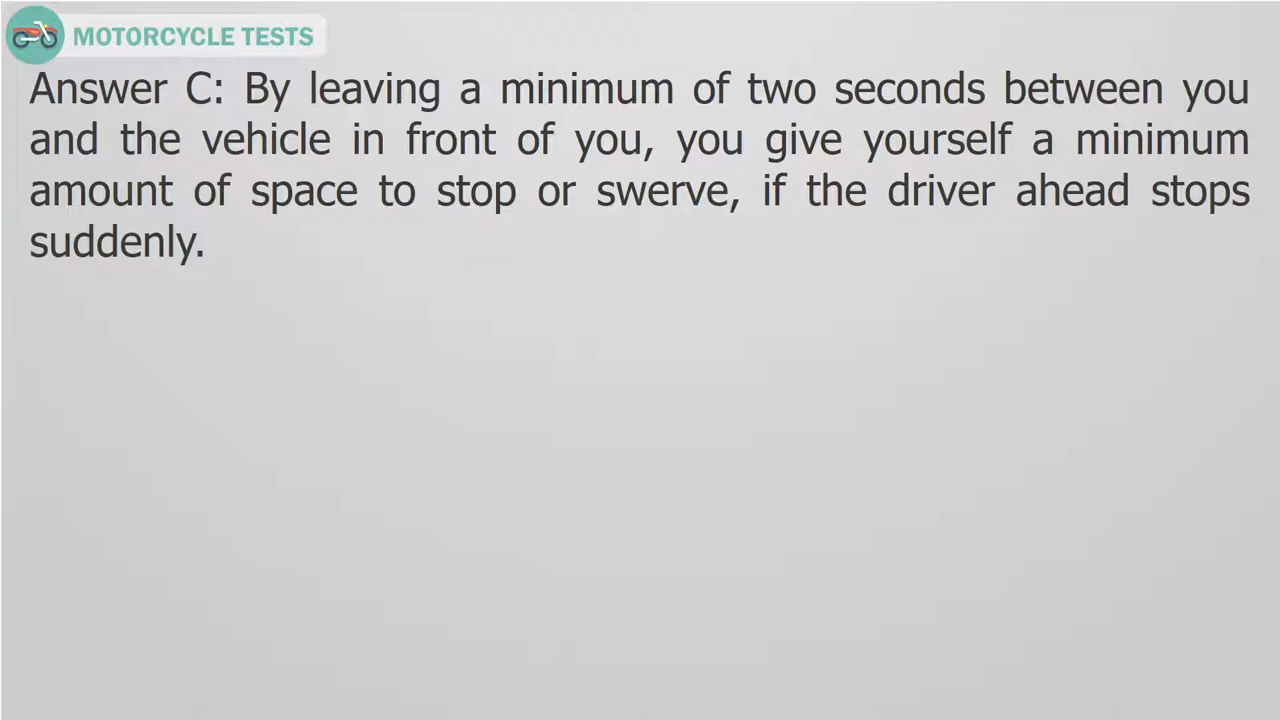 MOTORCYCLE TESTS
Answer C: By leaving a minimum of two seconds between you
and the vehicle in front of you, you give yourself a minimum
amount of space to stop or swerve, if the driver ahead stops
suddenly.